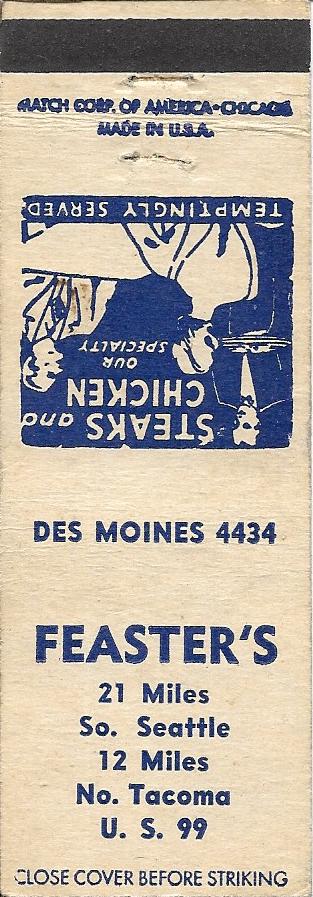 MATCH CORP. OF AMERICA-CHICAGO
MADE IN U.S.A.
TEMPTINGLY SERVED
OUR
SPECIALTY
STEAKS and
CHICKEN
DES MOINES 4434
FEASTER'S
21 Miles
So. Seattle
12 Miles
No. Tacoma
U. S. 99
CLOSE COVER BEFORE STRIKING